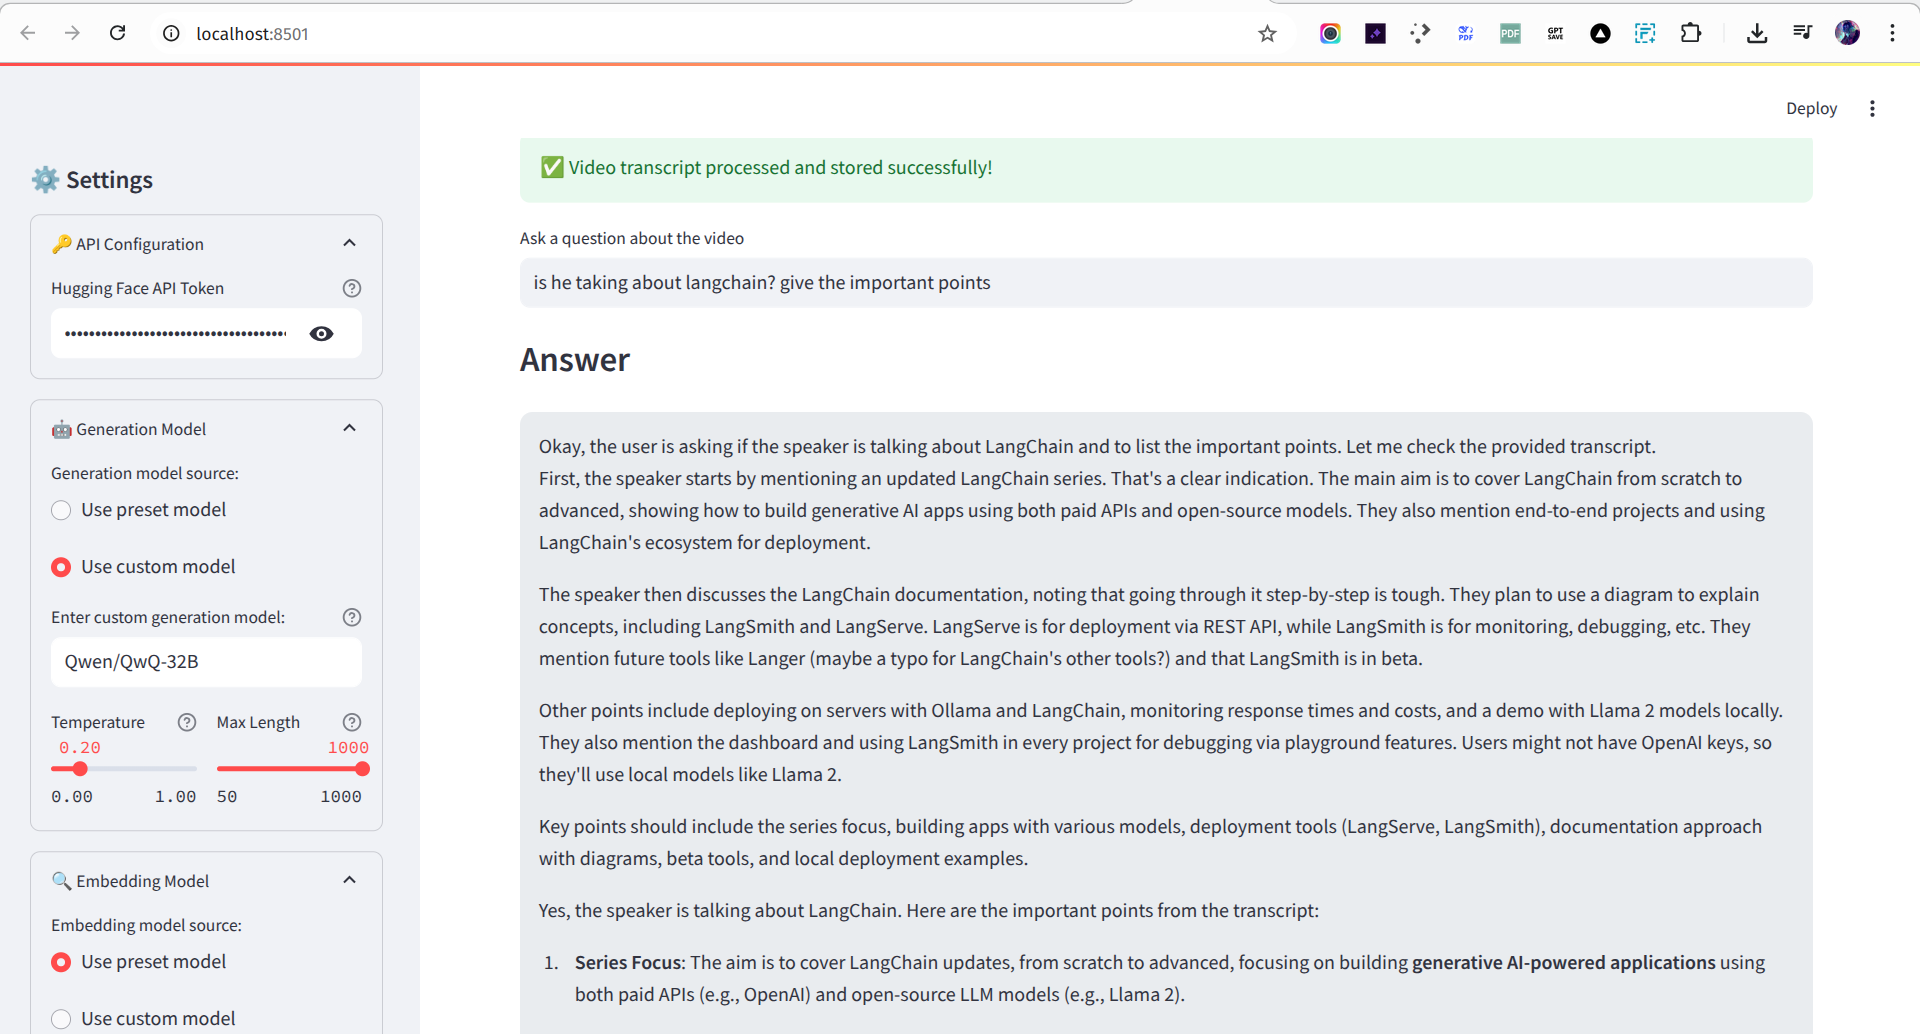 localhost:8501
PDF
PDF
GPT
SAVE
Deploy
⚙️ Settings
🔑 API Configuration
Hugging Face API Token
••••••••••••••••••••••••••••••••••••••
🤖 Generation Model
Generation model source:
Use preset model
Use custom model
Enter custom generation model:
Qwen/QwQ-32B
Temperature
Max Length
0.20
1000
0.00 1.00
50 1000
🔍 Embedding Model
Embedding model source:
Use preset model
Use custom model
✅ Video transcript processed and stored successfully!
Ask a question about the video
is he taking about langchain? give the important points
Answer
Okay, the user is asking if the speaker is talking about LangChain and to list the important points. Let me check the provided transcript.
First, the speaker starts by mentioning an updated LangChain series. That's a clear indication. The main aim is to cover LangChain from scratch to
advanced, showing how to build generative AI apps using both paid APIs and open-source models. They also mention end-to-end projects and using
LangChain's ecosystem for deployment.
The speaker then discusses the LangChain documentation, noting that going through it step-by-step is tough. They plan to use a diagram to explain
concepts, including LangSmith and LangServe. LangServe is for deployment via REST API, while LangSmith is for monitoring, debugging, etc. They
mention future tools like Langer (maybe a typo for LangChain's other tools?) and that LangSmith is in beta.
Other points include deploying on servers with Ollama and LangChain, monitoring response times and costs, and a demo with Llama 2 models locally.
They also mention the dashboard and using LangSmith in every project for debugging via playground features. Users might not have OpenAI keys, so
they'll use local models like Llama 2.
Key points should include the series focus, building apps with various models, deployment tools (LangServe, LangSmith), documentation approach
with diagrams, beta tools, and local deployment examples.
Yes, the speaker is talking about LangChain. Here are the important points from the transcript:
1. Series Focus: The aim is to cover LangChain updates, from scratch to advanced, focusing on building generative AI-powered applications using
both paid APIs (e.g., OpenAI) and open-source LLM models (e.g., Llama 2).